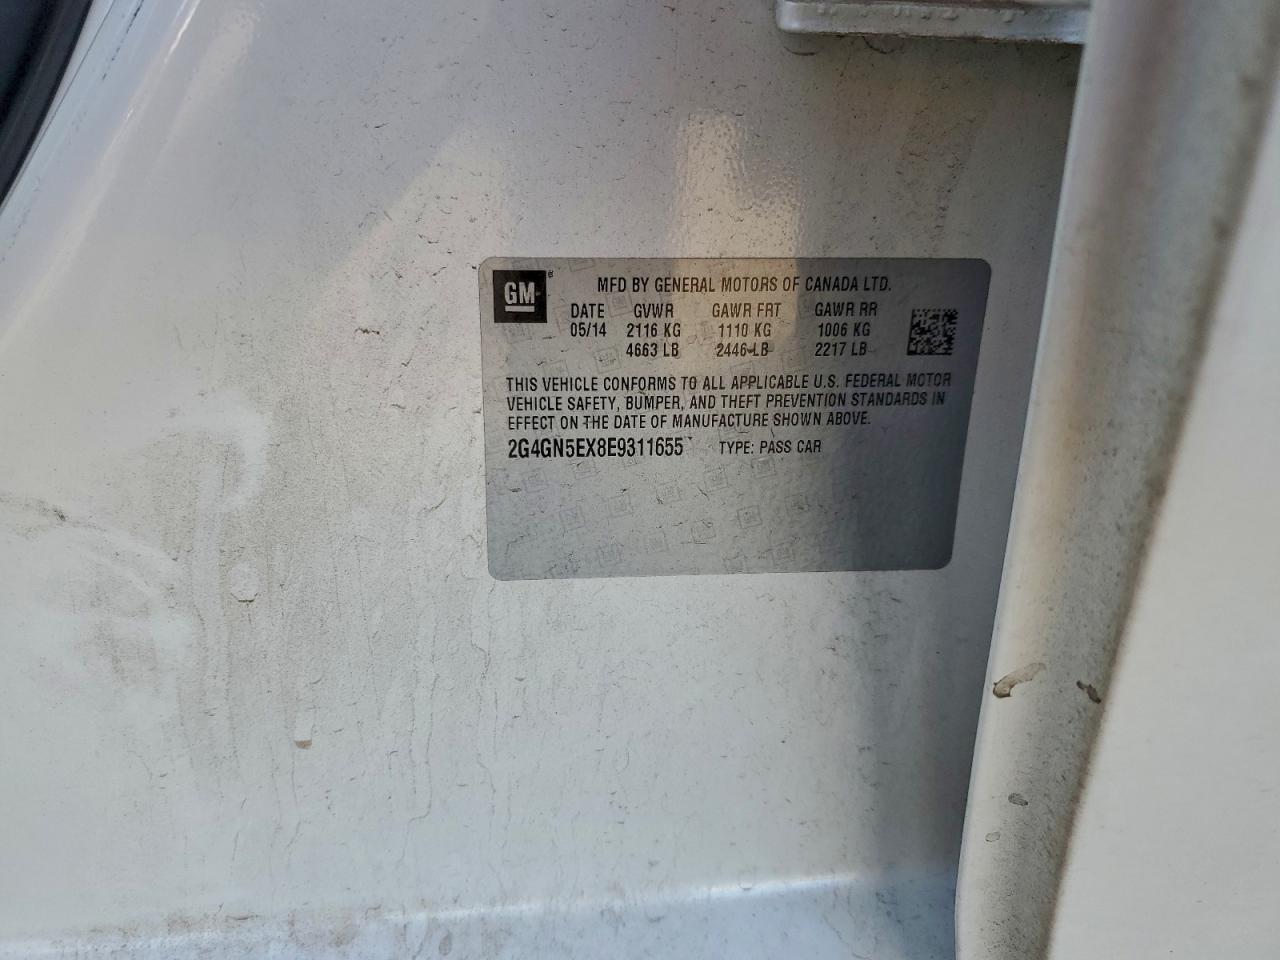 GM
MFD BY GENERAL MOTORS OF CANADA LTD.
DATE GVWR GAWR FRT GAWR RR
05/14 2116 KG 1110 KG 1006 KG
4663 LB 2446 LB 2217 LB
THIS VEHICLE CONFORMS TO ALL APPLICABLE U.S. FEDERAL MOTOR
VEHICLE SAFETY, BUMPER, AND THEFT PREVENTION STANDARDS IN
EFFECT ON THE DATE OF MANUFACTURE SHOWN ABOVE.
2G4GN5EX8E9311655 TYPE: PASS CAR